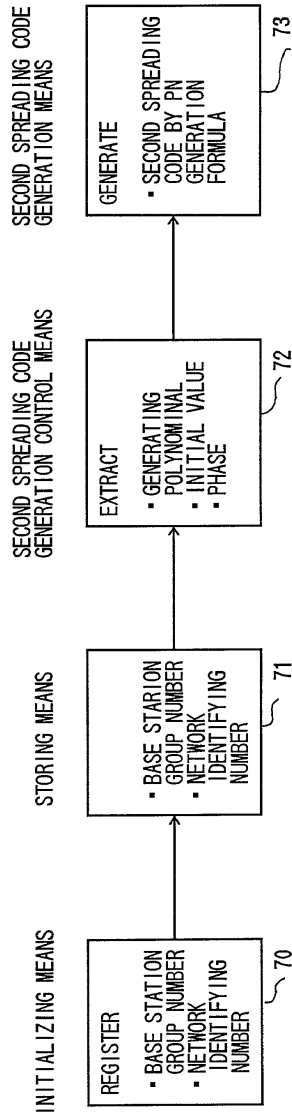 INITIALIZING MEANS
REGISTER
▪ BASE STATION
GROUP NUMBER
▪ NETWORK
IDENTIFYING
NUMBER
70
STORING MEANS
▪ BASE STARION
GROUP NUMBER
▪ NETWORK
IDENTIFYING
NUMBER
71
SECOND SPREADING CODE
GENERATION CONTROL MEANS
EXTRACT
▪ GENERATING
POLYNOMINAL
▪ INITIAL VALUE
▪ PHASE
72
SECOND SPREADING CODE
GENERATION MEANS
GENERATE
▪ SECOND SPREADING
CODE BY PN
GENERATION
FORMULA
73